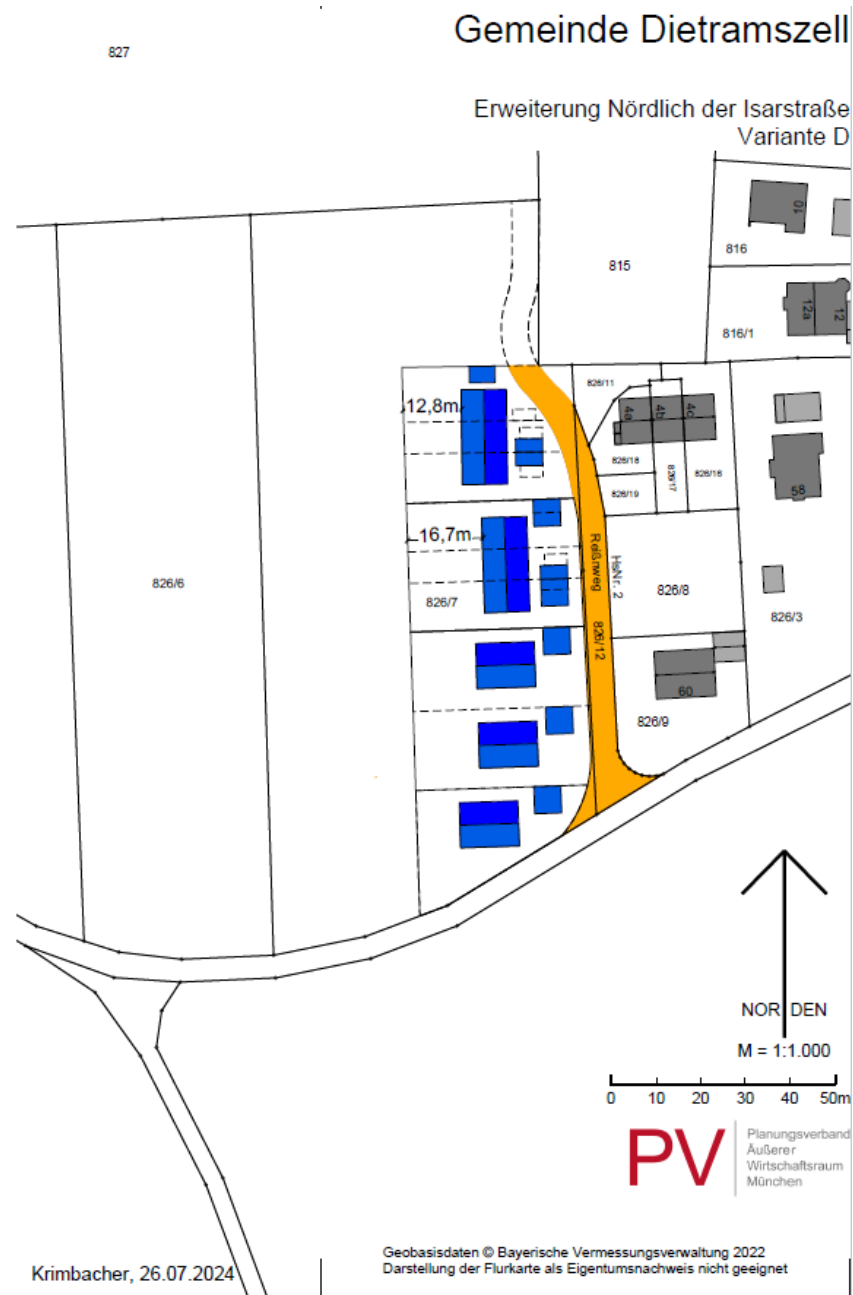 Gemeinde Dietramszell
827
Erweiterung Nördlich der Isarstraße
Variante D
10
816
815
12a
12
816/1
826/11
12,8m
4a
4b
4c
826/18
826/17
826/16
826/19
58
16,7m
Reißnweg
HsNr. 2
826/6
826/7
826/8
826/3
826/12
60
826/9
NORDEN
M = 1:1.000
0 10 20 30 40 50m
PV
Planungsverband
Äußerer
Wirtschaftsraum
München
Geobasisdaten © Bayerische Vermessungsverwaltung 2022
Darstellung der Flurkarte als Eigentumsnachweis nicht geeignet
Krimbacher, 26.07.2024